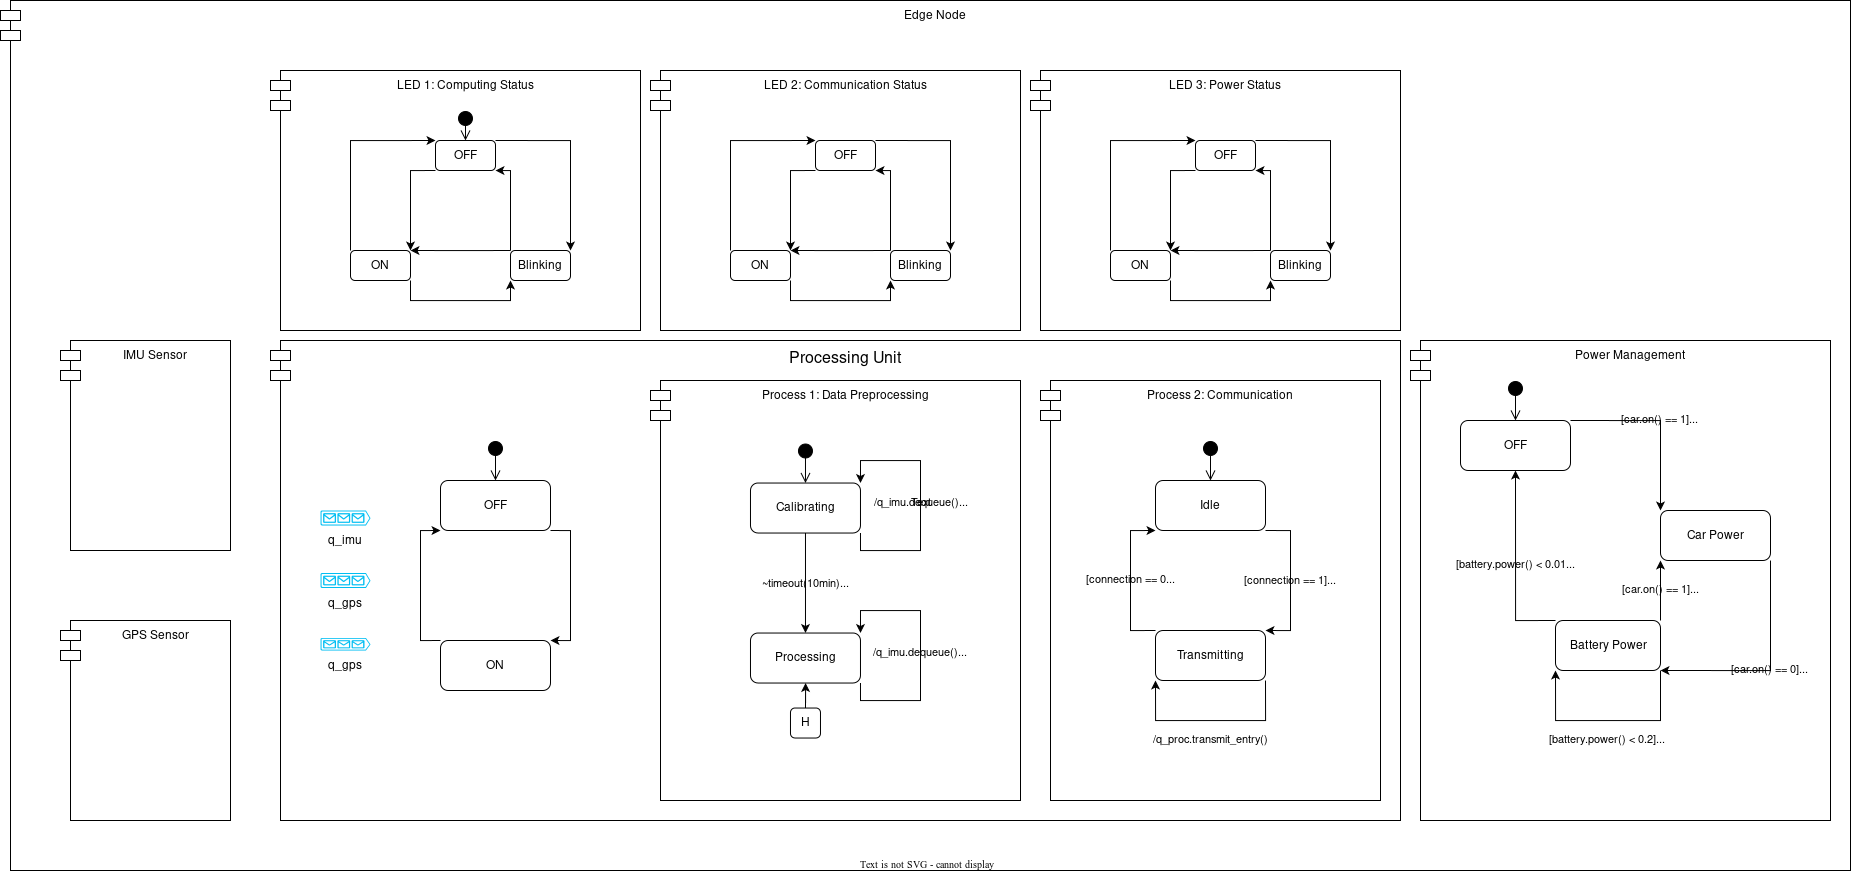 Edge Node
LED 1: Computing Status
LED 2: Communication Status
LED 3: Power Status
OFF
OFF
OFF
ON
Blinking
ON
Blinking
ON
Blinking
IMU Sensor
GPS Sensor
Processing Unit
q_imu
q_gps
q_gps
OFF
ON
Process 1: Data Preprocessing
Calibrating
/q_imu.dequeue()...
Text
~timeout(10min)...
Processing
/q_imu.dequeue()...
H
Process 2: Communication
Idle
[connection == 0...
[connection == 1]...
Transmitting
/q_proc.transmit_entry()
Power Management
[car.on() == 1]...
OFF
Car Power
[battery.power() < 0.01...
[car.on() == 1]...
Battery Power
[car.on() == 0]...
[battery.power() < 0.2]...
Text is not SVG - cannot display